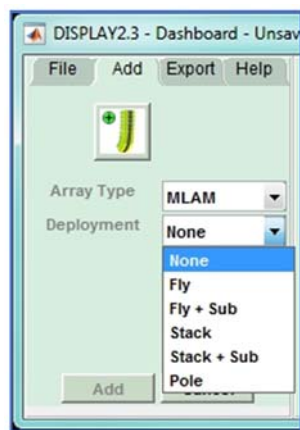 DISPLAY2.3 - Dashboard - Unsav
File Add Export Help
Array Type MLAM
Deployment None
None
Fly
Fly + Sub
Stack
Stack + Sub
Pole
Add